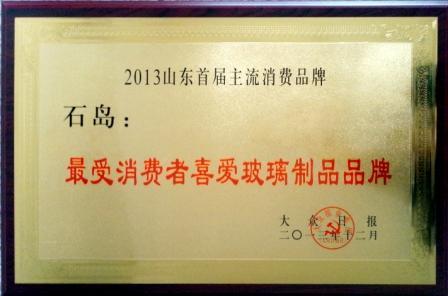 2013山东首届主流消费品牌
石岛：
最受消费者喜爱玻璃制品品牌
大众日报
二〇一三年十二月